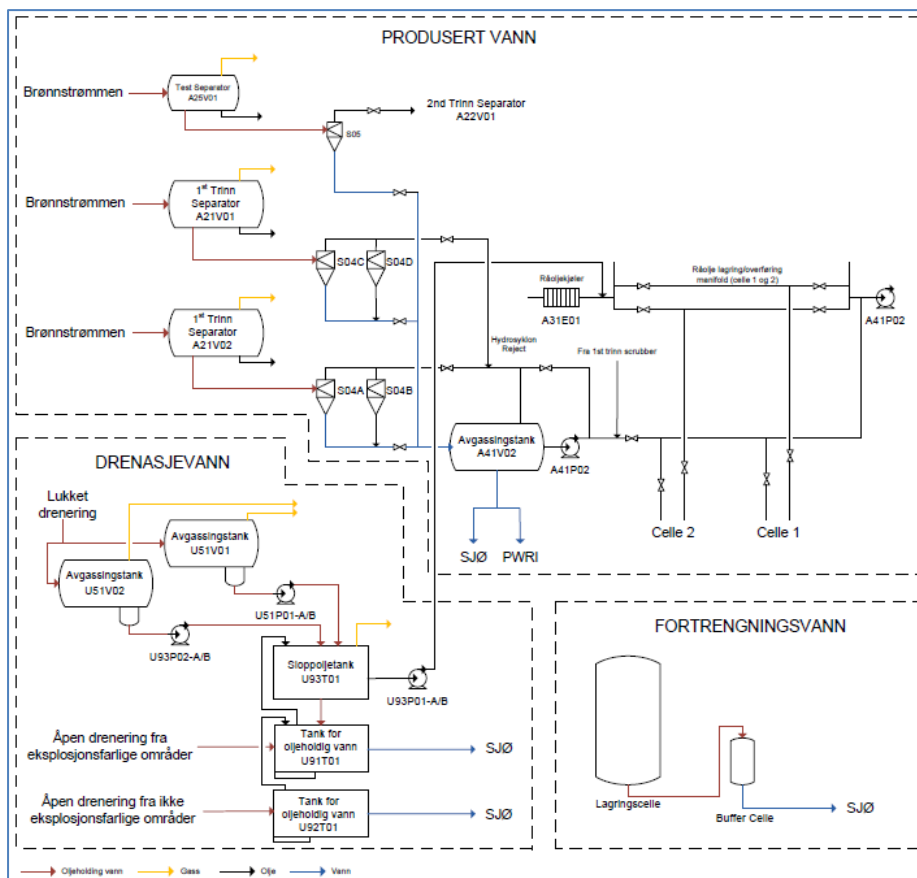 PRODUSERT VANN
Brønnstrømmen
Test Separator
A25V01
S05
2nd Trinn Separator
A22V01
Brønnstrømmen
1st Trinn
Separator
A21V01
S04C
S04D
Råoljekjøler
A31E01
Råolje lagring/overføring
manifold (celle 1 og 2)
A41P02
Brønnstrømmen
1st Trinn
Separator
A21V02
Hydrosyklon
Reject
Fra 1st trinn scrubber
S04A
S04B
Avgassingstank
A41V02
A41P02
Celle 2
Celle 1
SJØ
PWRI
DRENASJEVANN
Lukket
drenering
Avgassingstank
U51V01
Avgassingstank
U51V02
U51P01-A/B
U93P02-A/B
Sloppoljetank
U93T01
U93P01-A/B
Åpen drenering fra
eksplosjonsfarlige områder
Tank for
oljeholdig vann
U91T01
SJØ
Åpen drenering fra ikke
eksplosjonsfarlige områder
Tank for
oljeholdig vann
U92T01
SJØ
FORTRENGNINGSVANN
Lagringscelle
Buffer Celle
SJØ
Oljeholding vann
Gass
Olje
Vann